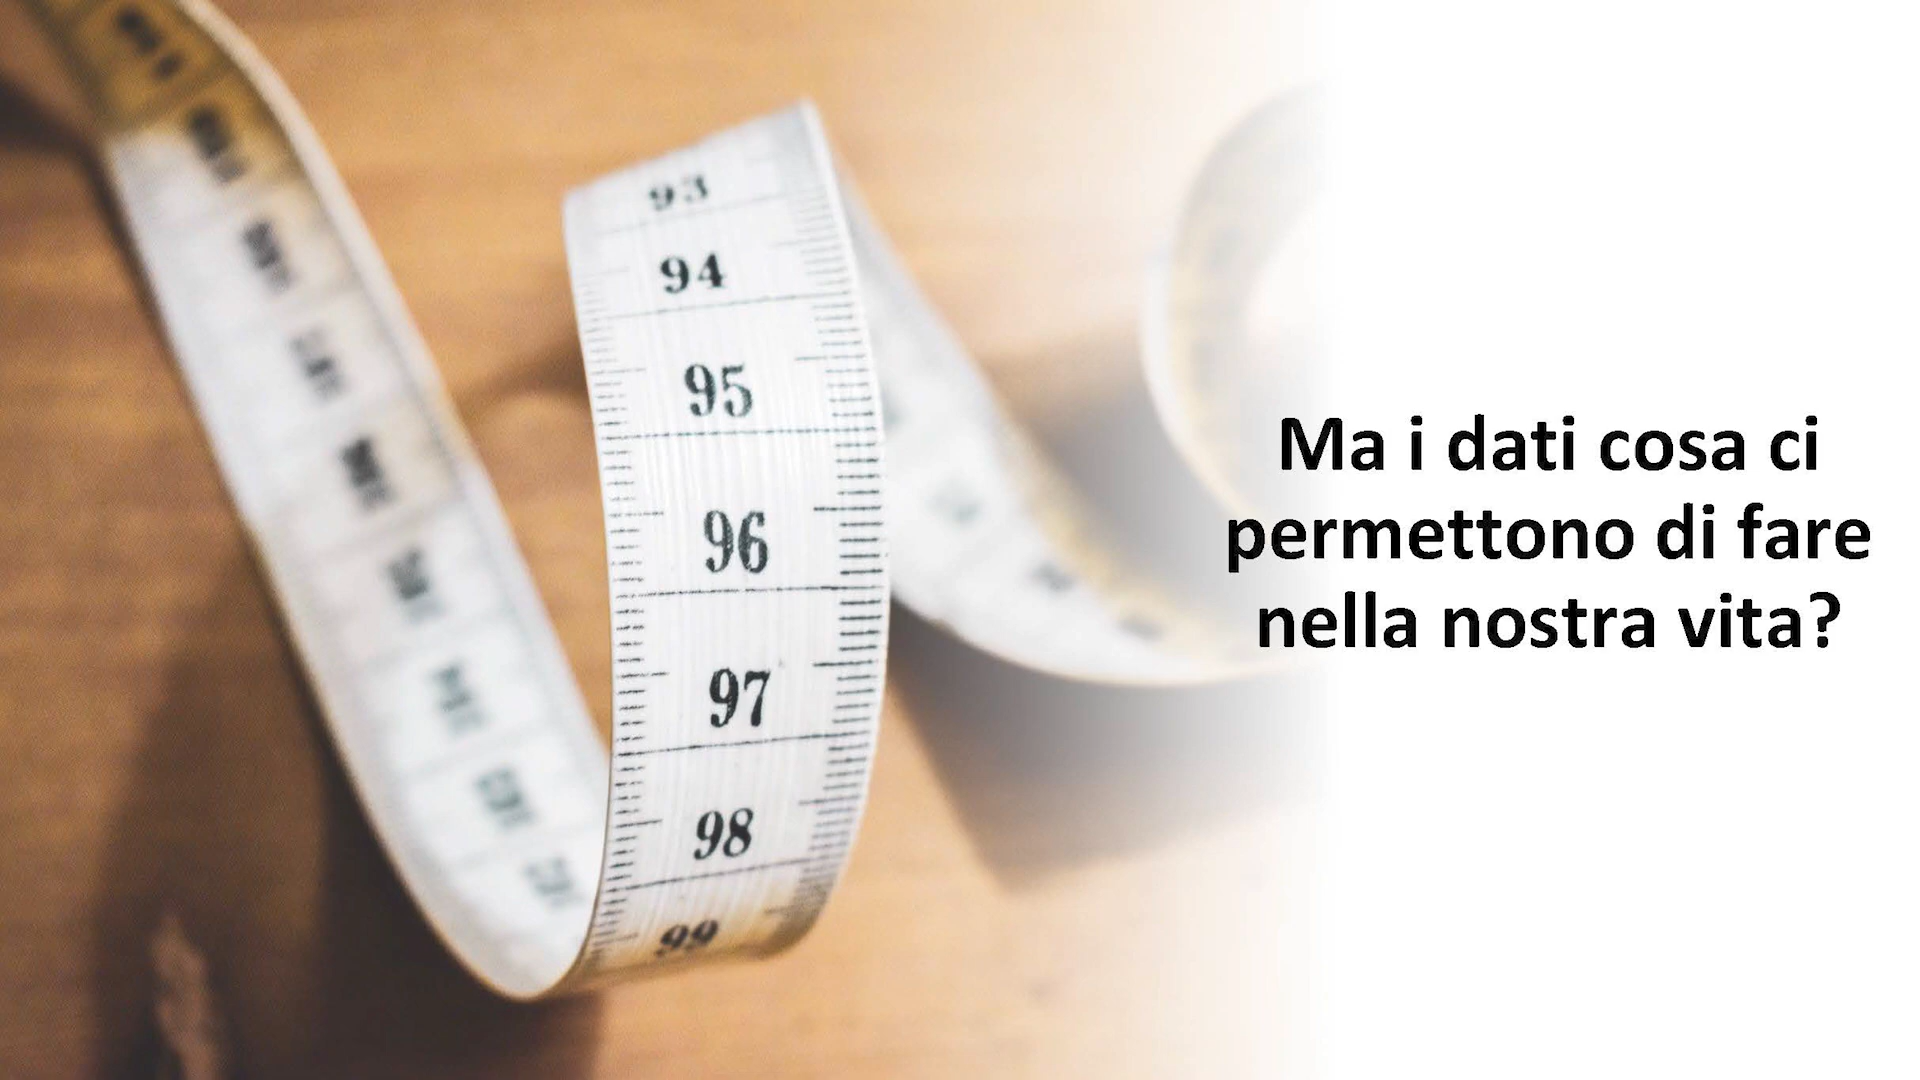 93
94
95
96
97
98
99
Ma i dati cosa ci
permettono di fare
nella nostra vita?